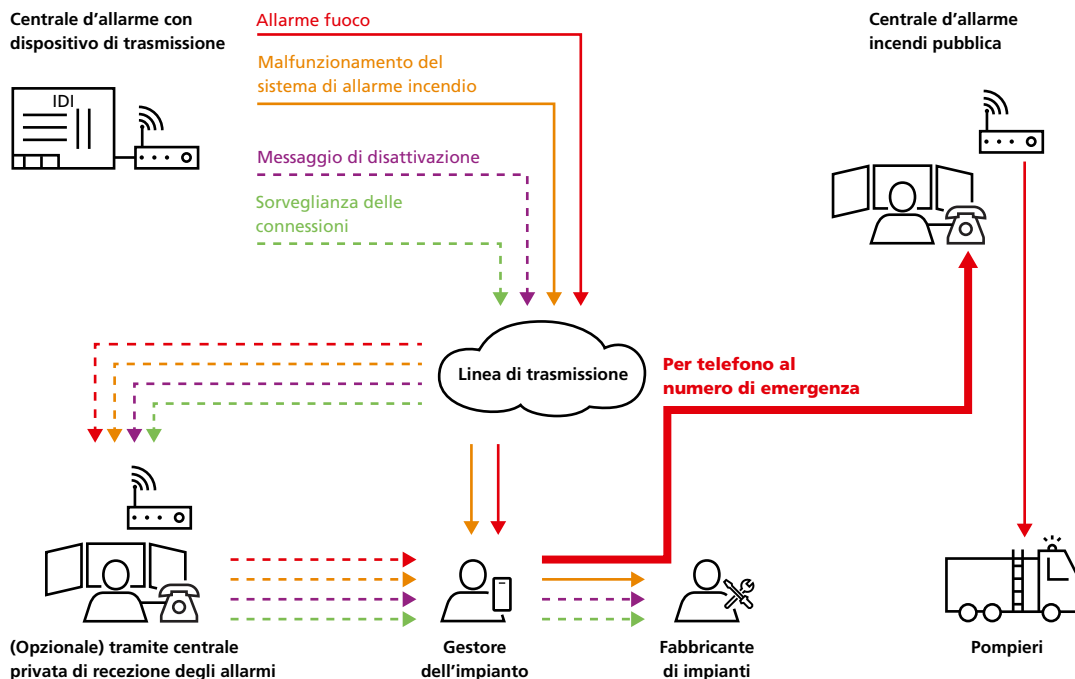 Centrale d'allarme con
dispositivo di trasmissione
IDI
Allarme fuoco
Malfunzionamento del
sistema di allarme incendio
Messaggio di disattivazione
Sorveglianza delle
connessioni
Centrale d'allarme
incendi pubblica
Linea di trasmissione
Per telefono al
numero di emergenza
(Opzionale) tramite centrale
privata di recezione degli allarmi
Gestore
dell'impianto
Fabbricante
di impianti
Pompieri